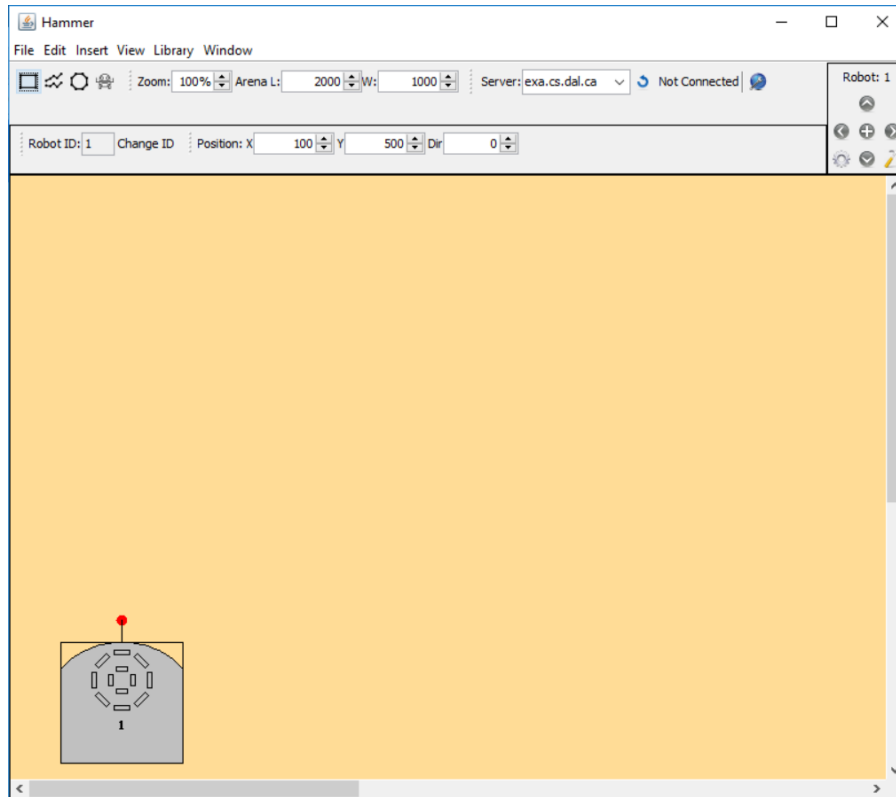 Hammer
File Edit Insert View Library Window
Zoom: 100% Arena L: 2000 W: 1000 Server: exa.cs.dal.ca Not Connected Robot: 1
Robot ID: 1 Change ID Position: X 100 Y 500 Dir 0
1